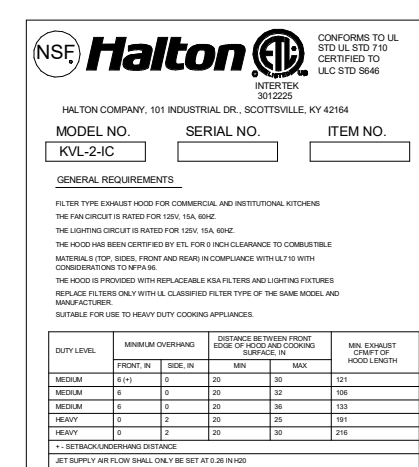 NSF
Halton
ETL
LISTED
US
INTERTEK
3012225
CONFORMS TO UL
STD UL STD 710
CERTIFIED TO
ULC STD S646
HALTON COMPANY, 101 INDUSTRIAL DR., SCOTTSVILLE, KY 42164
MODEL NO. SERIAL NO. ITEM NO.
KVL-2-IC
GENERAL REQUIREMENTS
FILTER TYPE EXHAUST HOOD FOR COMMERCIAL AND INSTITUTIONAL KITCHENS
THE FAN CIRCUIT IS RATED FOR 125V, 15A, 60HZ.
THE LIGHTING CIRCUIT IS RATED FOR 125V, 15A, 60HZ.
THE HOOD HAS BEEN CERTIFIED BY ETL FOR 0 INCH CLEARANCE TO COMBUSTIBLE
MATERIALS (TOP, SIDES, FRONT AND REAR) IN COMPLIANCE WITH UL710 WITH
CONSIDERATIONS TO NFPA 96.
THE HOOD IS PROVIDED WITH REPLACEABLE KSA FILTERS AND LIGHTING FIXTURES
REPLACE FILTERS ONLY WITH UL CLASSIFIED FILTER TYPE OF THE SAME MODEL AND
MANUFACTURER.
SUITABLE FOR USE TO HEAVY DUTY COOKING APPLIANCES.
DUTY LEVEL
MINIMUM OVERHANG
DISTANCE BETWEEN FRONT
EDGE OF HOOD AND COOKING
SURFACE, IN
MIN. EXHAUST
CFM/FT OF
HOOD LENGTH
FRONT, IN SIDE, IN MIN MAX
MEDIUM 6 (+) 0 20 30 121
MEDIUM 6 0 20 32 106
MEDIUM 6 0 20 36 133
HEAVY 0 2 20 25 191
HEAVY 0 2 20 30 216
+ - SETBACK/UNDERHANG DISTANCE
JET SUPPLY AIR FLOW SHALL ONLY BE SET AT 0.26 IN H20